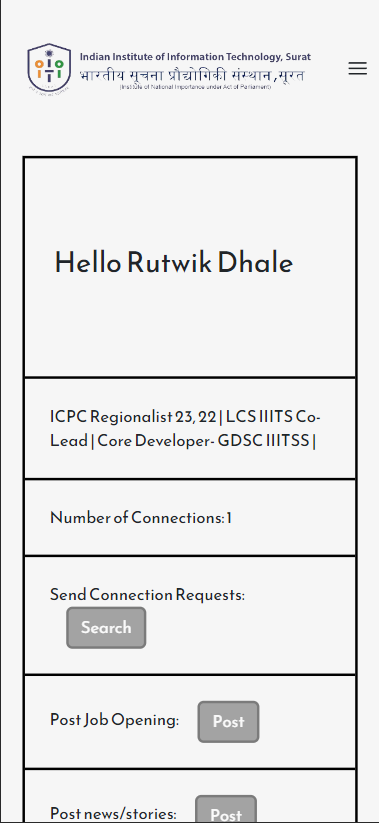 Indian Institute of Information Technology, Surat
भारतीय सूचना प्रौद्योगिकी संस्थान, सूरत
(Institute of National Importance under Act of Parliament)
Hello Rutwik Dhale
ICPC Regionalist 23, 22 | LCS IIITS Co-
Lead | Core Developer- GDSC IIITSS |
Number of Connections: 1
Send Connection Requests:
Search
Post Job Opening: Post
Post news/stories: Post